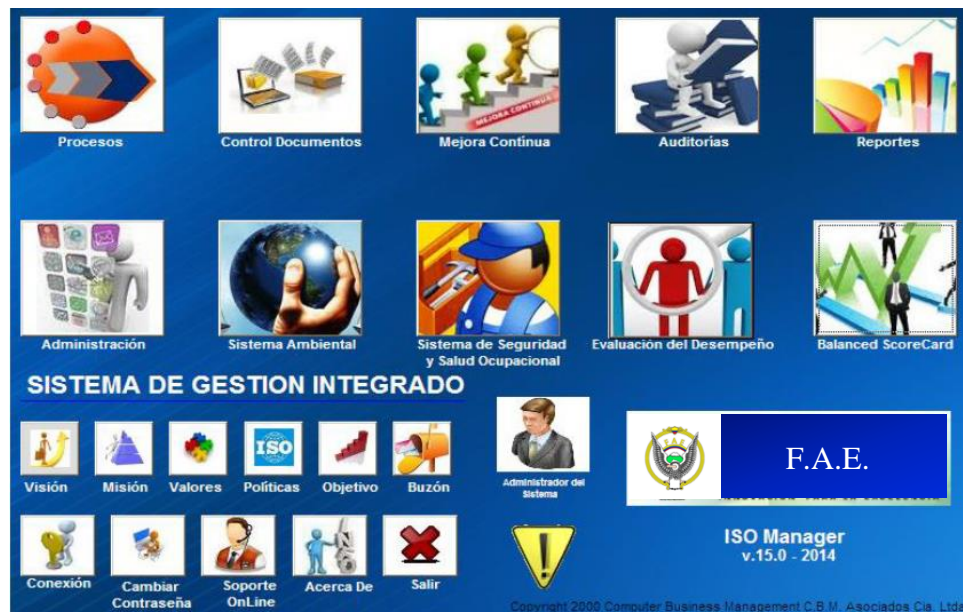 Procesos
Control Documentos
MEJORA CONTINUA
Mejora Continua
Auditorias
Reportes
Administración
Sistema Ambiental
Sistema de Seguridad
y Salud Ocupacional
Evaluación del Desempeño
Balanced ScoreCard
SISTEMA DE GESTION INTEGRADO
Visión
Misión
Valores
ISO
Políticas
Objetivo
Buzón
Administrador del
Sistema
F.A.E.
F.A.E.
Conexión
Cambiar
Contraseña
Soporte
OnLine
Acerca De
Salir
ISO Manager
v.15.0 - 2014
Copyright 2000 Computer Business Management C.B.M. Asociados Cia. Ltda